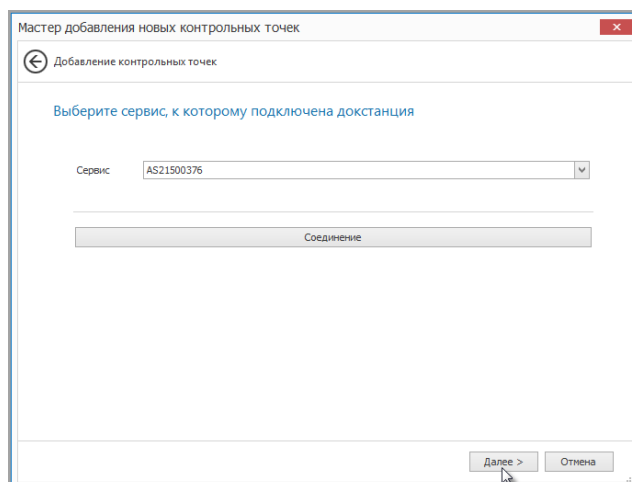 Мастер добавления новых контрольных точек
Добавление контрольных точек
Выберите сервис, к которому подключена докстанция
Сервис AS21500376
Соединение
Далее > Отмена